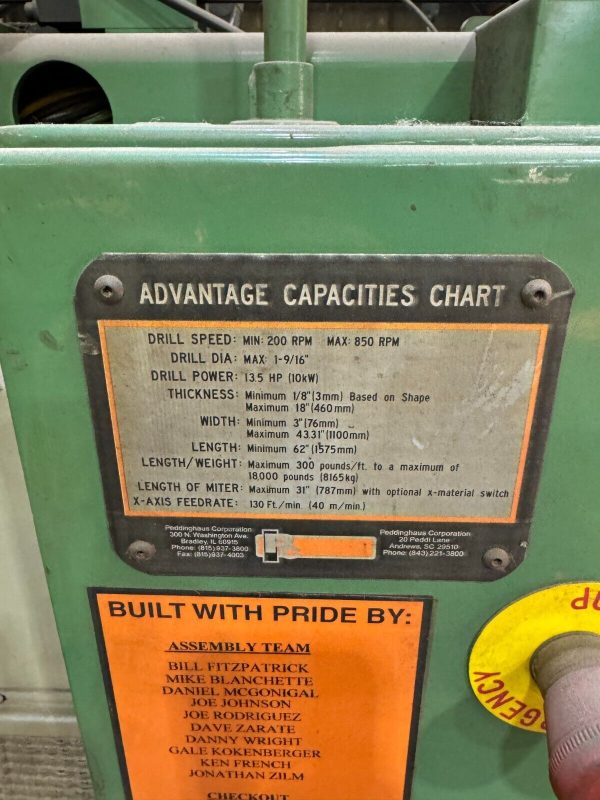 ADVANTAGE CAPACITIES CHART
DRILL SPEED: MIN: 200 RPM MAX: 850 RPM
DRILL DIA: MAX: 1-9/16"
DRILL POWER: 13.5 HP (10kW)
THICKNESS: Minimum 1/8"(3mm) Based on Shape
Maximum 18"(460mm)
WIDTH: Minimum 3"(76mm)
Maximum 43.31"(1100mm)
LENGTH: Minimum 62"(1575mm)
LENGTH/WEIGHT: Maximum 300 pounds/ft. to a maximum of
18,000 pounds (8165kg)
LENGTH OF MITER: Maximum 31" (787mm) with optional x-material switch
X-AXIS FEEDRATE: 130 Ft./min. (40 m/min.)
Peddinghaus Corporation
300 N. Washington Ave.
Bradley, IL 60915
Phone: (815)937-3800
Fax: (815)937-4003
Peddinghaus Corporation
20 Peddi Lane
Andrews, SC 29510
Phone: (843)221-3800
BUILT WITH PRIDE BY:
ASSEMBLY TEAM
BILL FITZPATRICK
MIKE BLANCHETTE
DANIEL MCGONIGAL
JOE JOHNSON
JOE RODRIGUEZ
DAVE ZARATE
DANNY WRIGHT
GALE KOKENBERGER
KEN FRENCH
JONATHAN ZILM
CHECKOUT
OP
RGENCY